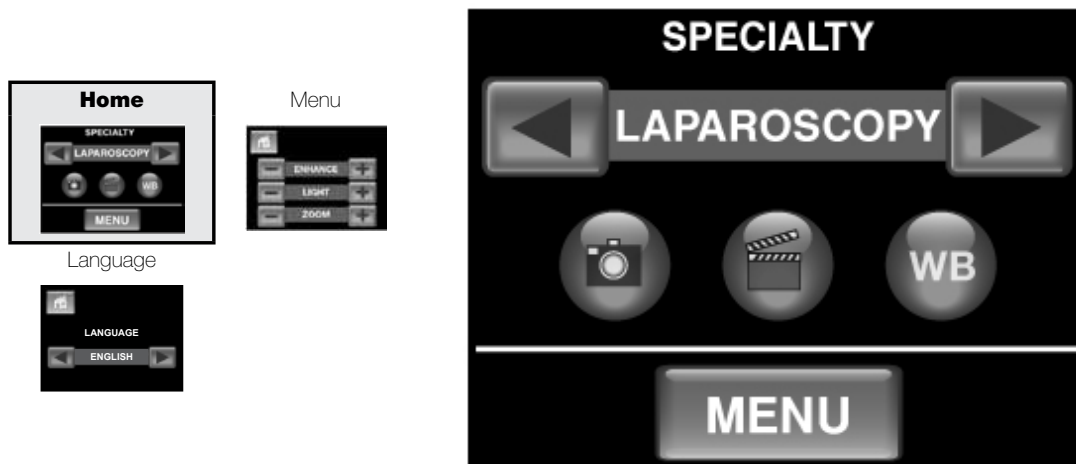 Home
SPECIALTY
LAPAROSCOPY
WB
MENU
Menu
ENHANCE
LIGHT
ZOOM
Language
LANGUAGE
ENGLISH
SPECIALTY
LAPAROSCOPY
WB
MENU